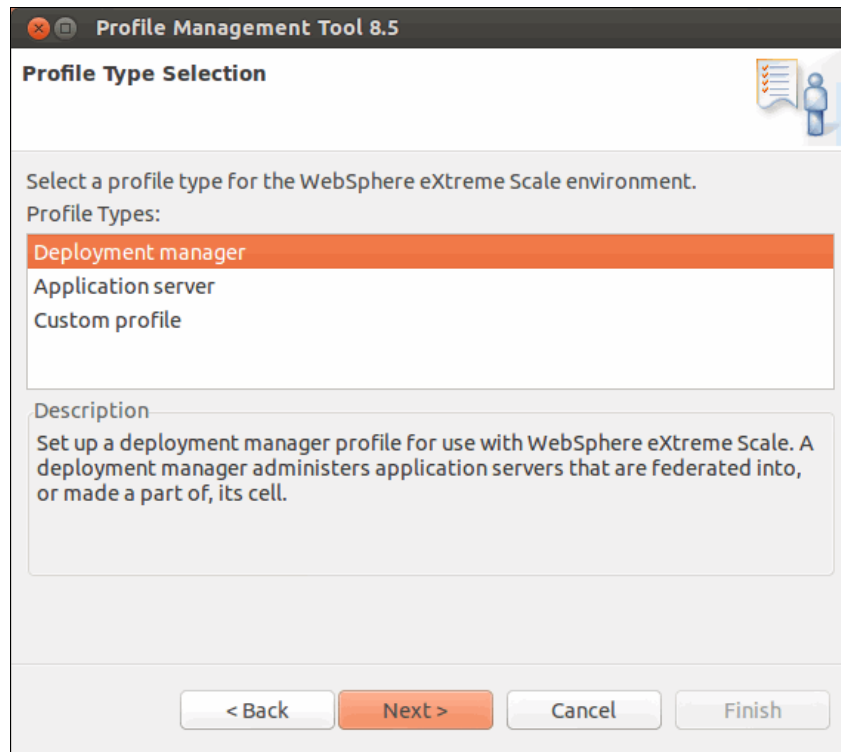 Profile Management Tool 8.5
Profile Type Selection
Select a profile type for the WebSphere eXtreme Scale environment.
Profile Types:
Deployment manager
Application server
Custom profile
Description
Set up a deployment manager profile for use with WebSphere eXtreme Scale. A
deployment manager administers application servers that are federated into,
or made a part of, its cell.
< Back
Next >
Cancel
Finish